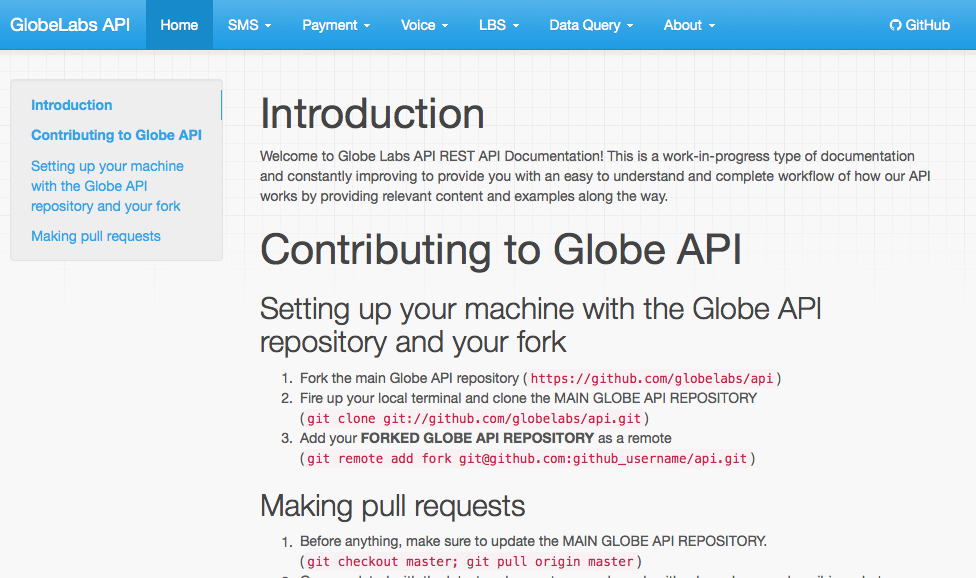 GlobeLabs API Home SMS Payment Voice LBS Data Query About GitHub
Introduction
Contributing to Globe API
Setting up your machine
with the Globe API
repository and your fork
Making pull requests
Introduction
Welcome to Globe Labs API REST API Documentation! This is a work-in-progress type of documentation
and constantly improving to provide you with an easy to understand and complete workflow of how our API
works by providing relevant content and examples along the way.
Contributing to Globe API
Setting up your machine with the Globe API
repository and your fork
1. Fork the main Globe API repository ( https://github.com/globelabs/api )
2. Fire up your local terminal and clone the MAIN GLOBE API REPOSITORY
( git clone git://github.com/globelabs/api.git )
3. Add your FORKED GLOBE API REPOSITORY as a remote
( git remote add fork git@github.com:github_username/api.git )
Making pull requests
1. Before anything, make sure to update the MAIN GLOBE API REPOSITORY.
( git checkout master; git pull origin master )